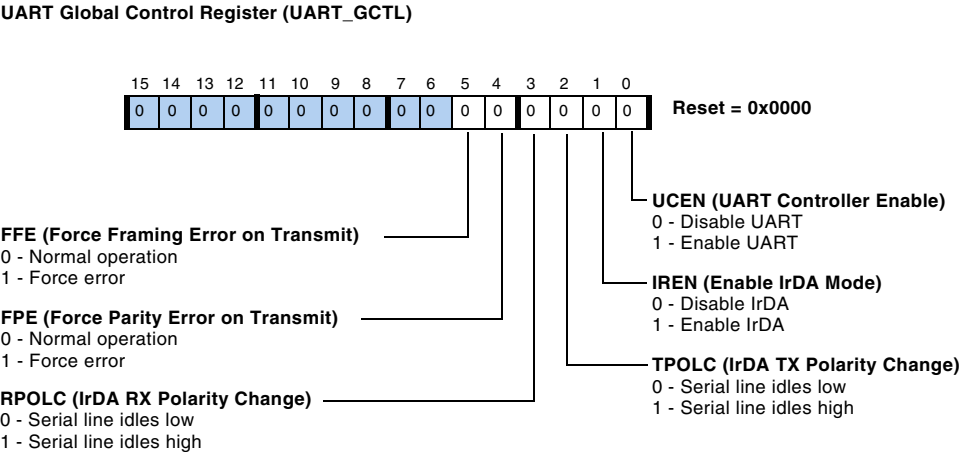 UART Global Control Register (UART_GCTL)
15 14 13 12 11 10 9 8 7 6 5 4 3 2 1 0
0 0 0 0 0 0 0 0 0 0 0 0 0 0 0 0
Reset = 0x0000
UCEN (UART Controller Enable)
0 - Disable UART
1 - Enable UART
IREN (Enable IrDA Mode)
0 - Disable IrDA
1 - Enable IrDA
TPOLC (IrDA TX Polarity Change)
0 - Serial line idles low
1 - Serial line idles high
FFE (Force Framing Error on Transmit)
0 - Normal operation
1 - Force error
FPE (Force Parity Error on Transmit)
0 - Normal operation
1 - Force error
RPOLC (IrDA RX Polarity Change)
0 - Serial line idles low
1 - Serial line idles high